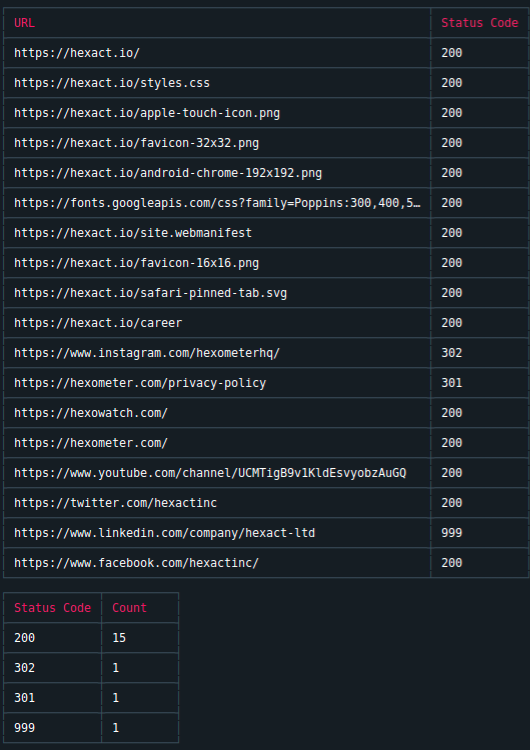 URL Status Code
https://hexact.io/ 200
https://hexact.io/styles.css 200
https://hexact.io/apple-touch-icon.png 200
https://hexact.io/favicon-32x32.png 200
https://hexact.io/android-chrome-192x192.png 200
https://fonts.googleapis.com/css?family=Poppins:300,400,5… 200
https://hexact.io/site.webmanifest 200
https://hexact.io/favicon-16x16.png 200
https://hexact.io/safari-pinned-tab.svg 200
https://hexact.io/career 200
https://www.instagram.com/hexometerhq/ 302
https://hexometer.com/privacy-policy 301
https://hexowatch.com/ 200
https://hexometer.com/ 200
https://www.youtube.com/channel/UCMTigB9v1KldEsvyobzAuGQ 200
https://twitter.com/hexactinc 200
https://www.linkedin.com/company/hexact-ltd 999
https://www.facebook.com/hexactinc/ 200
Status Code Count
200 15
302 1
301 1
999 1